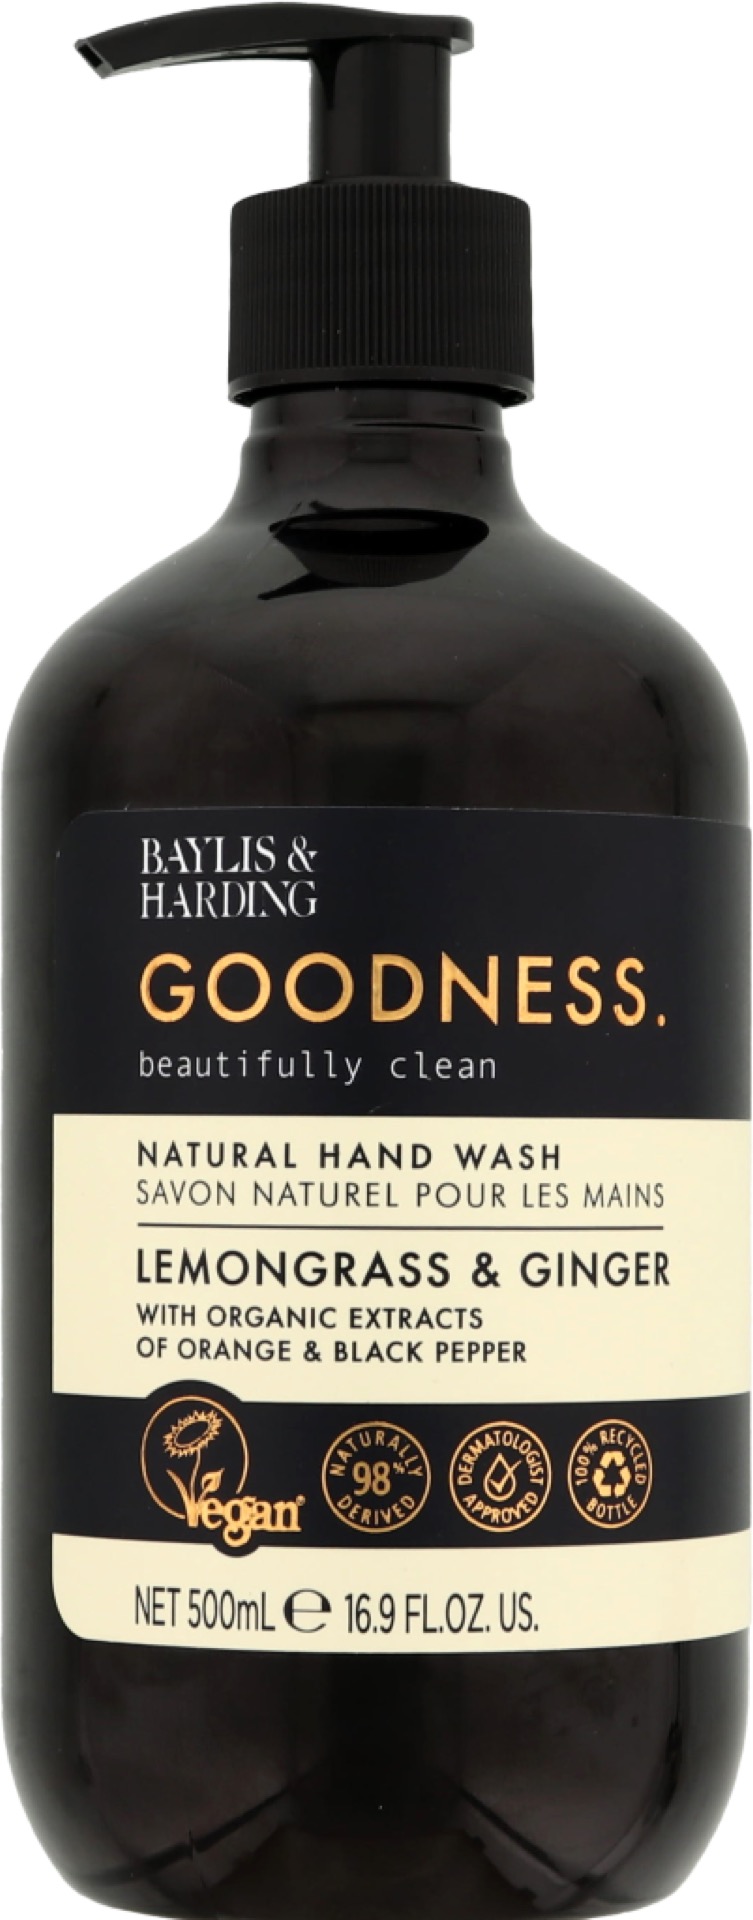 BAYLIS &
HARDING
GOODNESS.
beautifully clean
NATURAL HAND WASH
SAVON NATUREL POUR LES MAINS
LEMONGRASS & GINGER
WITH ORGANIC EXTRACTS
OF ORANGE & BLACK PEPPER
Vegan®
NATURALLY
98%
DERIVED
DERMATOLOGIST
APPROVED
100% RECYCLED
BOTTLE
NET 500mL ℮ 16.9 FL.OZ. US.